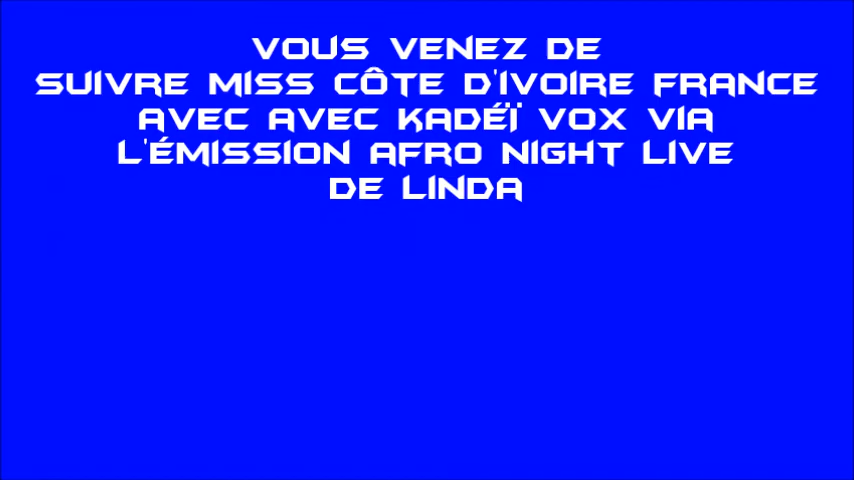 VOUS VENEZ DE
SUIVRE MISS CÔTE D'IVOIRE FRANCE
AVEC AVEC KADÉÏ VOX VIA
L'ÉMISSION AFRO NIGHT LIVE
DE LINDA